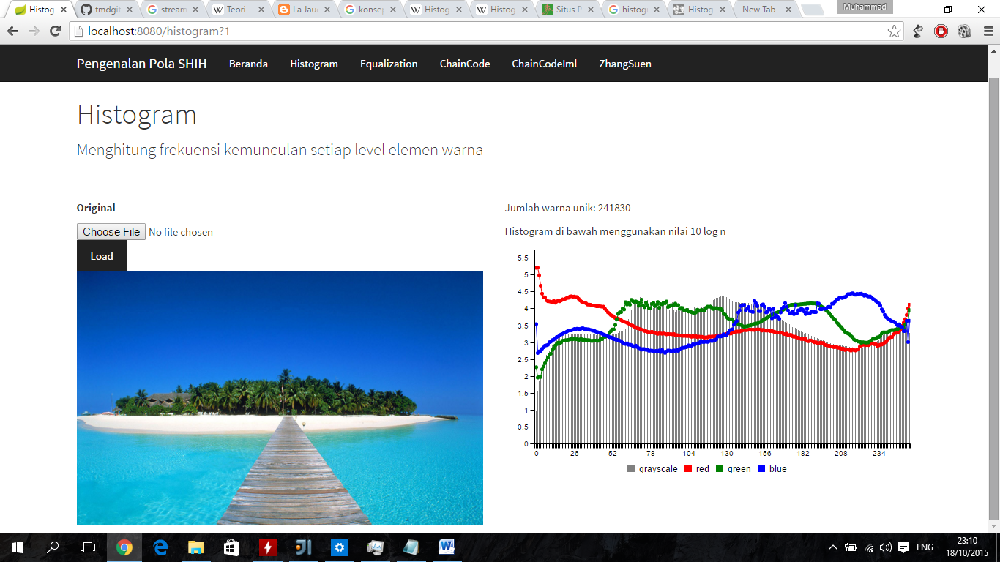 Histog
tmdgit
stream
Teori -
La Jau
konsep
Histog
Histog
Situs P
histogr
Histog
New Tab
Muhammad
localhost:8080/histogram?1
Pengenalan Pola SHIH
Beranda
Histogram
Equalization
ChainCode
ChainCodeIml
ZhangSuen
Histogram
Menghitung frekuensi kemunculan setiap level elemen warna
Original
Choose File No file chosen
Load
Jumlah warna unik: 241830
Histogram di bawah menggunakan nilai 10 log n
5.5
5
4.5
4
3.5
3
2.5
2
1.5
1
0.5
0
0 26 52 78 104 130 156 182 208 234
grayscale red green blue
ENG
23:10
18/10/2015